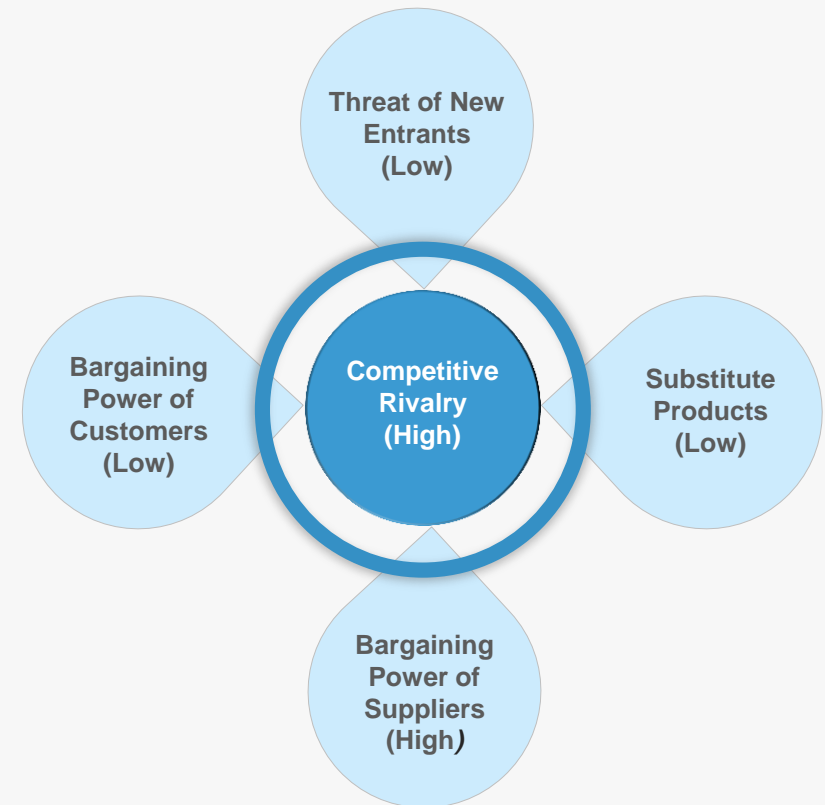 Threat of New
Entrants
(Low)
Bargaining
Power of
Customers
(Low)
Competitive
Rivalry
(High)
Substitute
Products
(Low)
Bargaining
Power of
Suppliers
(High)